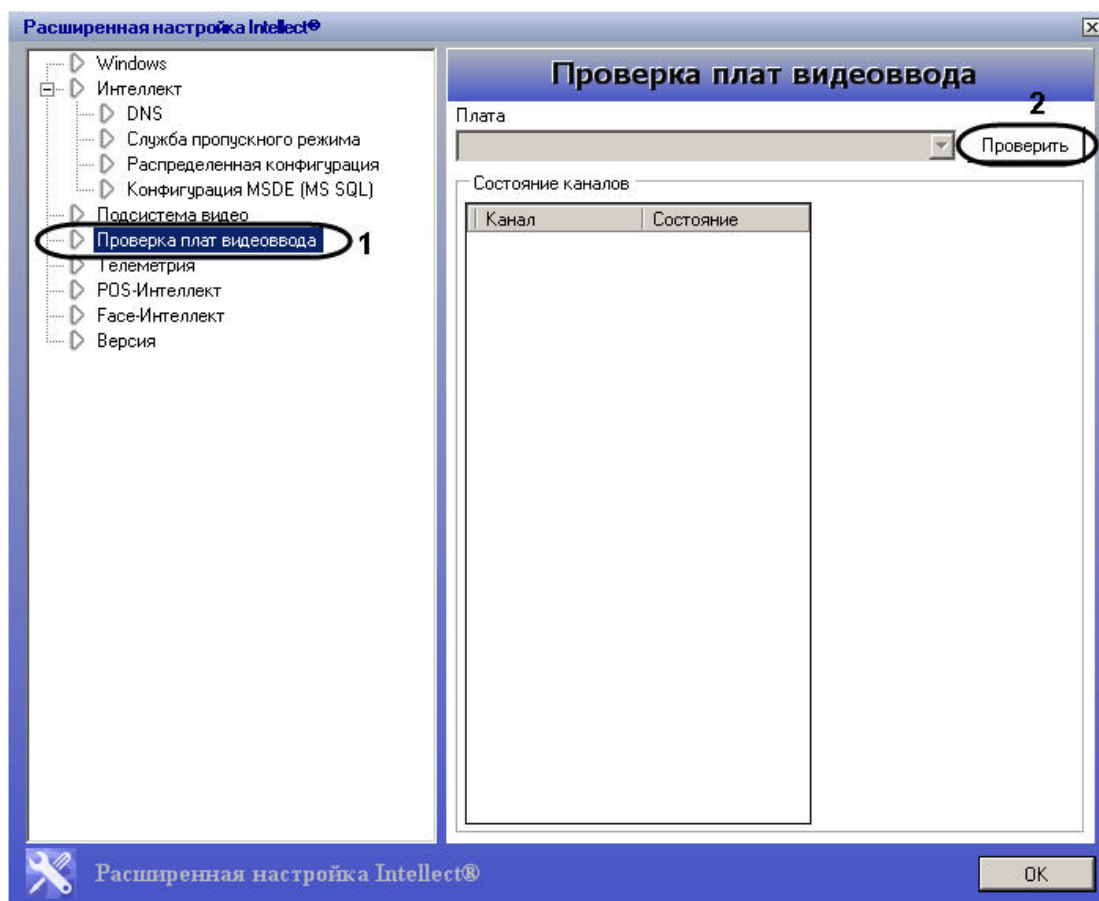 Расширенная настройка Intellect®
Windows
Интеллект
DNS
Служба пропускного режима
Распределенная конфигурация
Конфигурация MSDE (MS SQL)
Подсистема видео
Проверка плат видеоввода
1
Телеметрия
POS-Интеллект
Face-Интеллект
Версия
Проверка плат видеоввода
Плата
2
Проверить
Состояние каналов
Канал
Состояние
Расширенная настройка Intellect®
OK